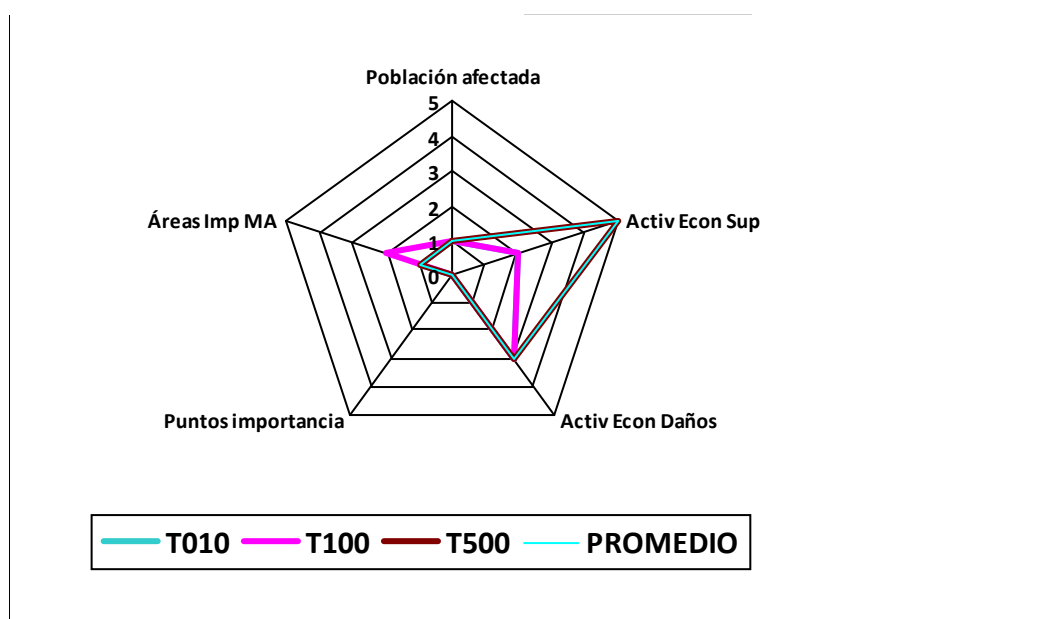 Población afectada
5
4
3
2
1
0
Áreas Imp MA
Activ Econ Sup
Puntos importancia
Activ Econ Daños
T010 T100 T500 PROMEDIO